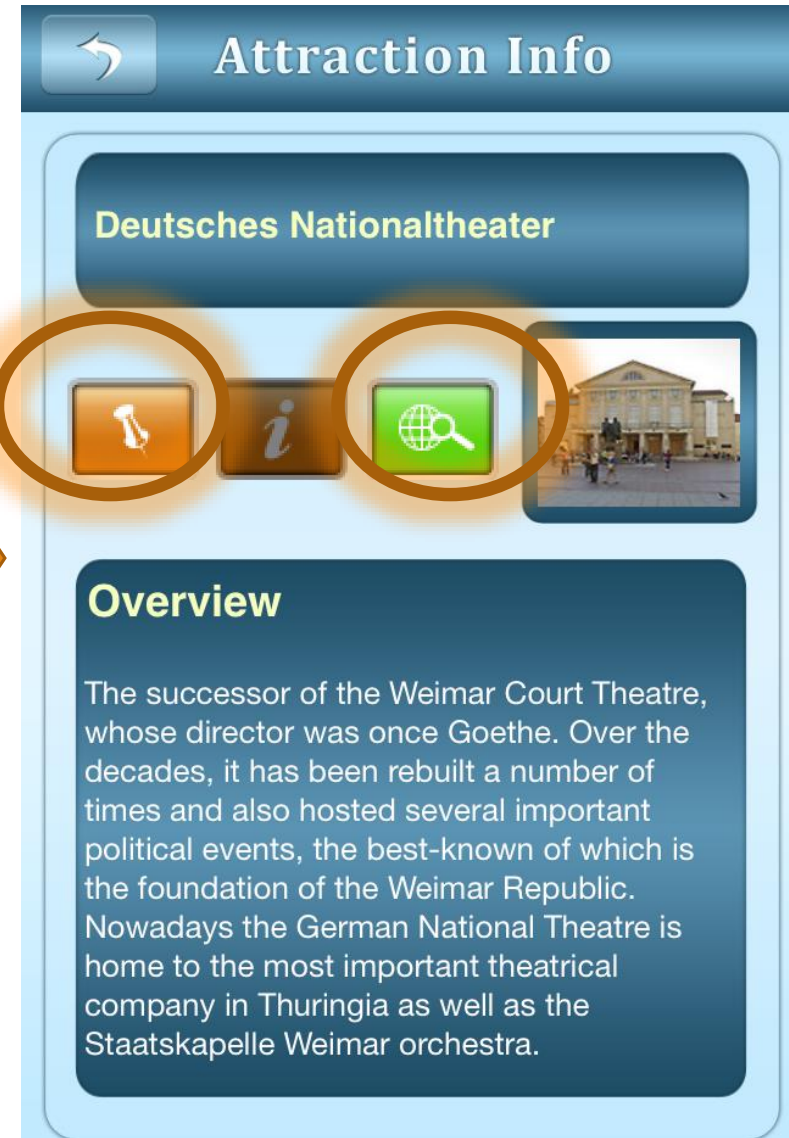 Attraction Info
Deutsches Nationaltheater
i
Overview
The successor of the Weimar Court Theatre,
whose director was once Goethe. Over the
decades, it has been rebuilt a number of
times and also hosted several important
political events, the best-known of which is
the foundation of the Weimar Republic.
Nowadays the German National Theatre is
home to the most important theatrical
company in Thuringia as well as the
Staatskapelle Weimar orchestra.